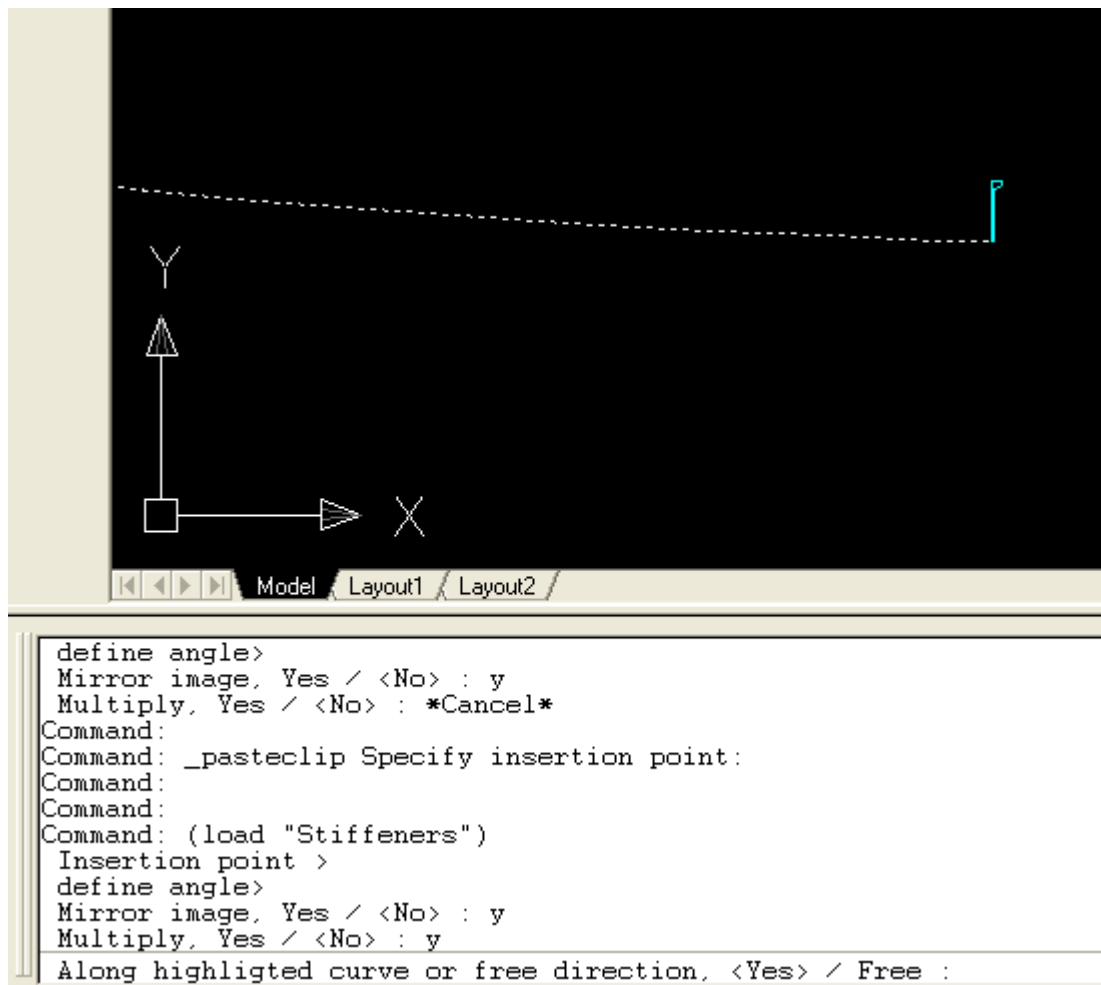 Y
X
Model Layout1 Layout2
define angle>
Mirror image, Yes / <No> : y
Multiply, Yes / <No> : *Cancel*
Command:
Command: _pasteclip Specify insertion point:
Command:
Command:
Command: (load "Stiffeners")
Insertion point >
define angle>
Mirror image, Yes / <No> : y
Multiply, Yes / <No> : y
Along highligted curve or free direction, <Yes> / Free :